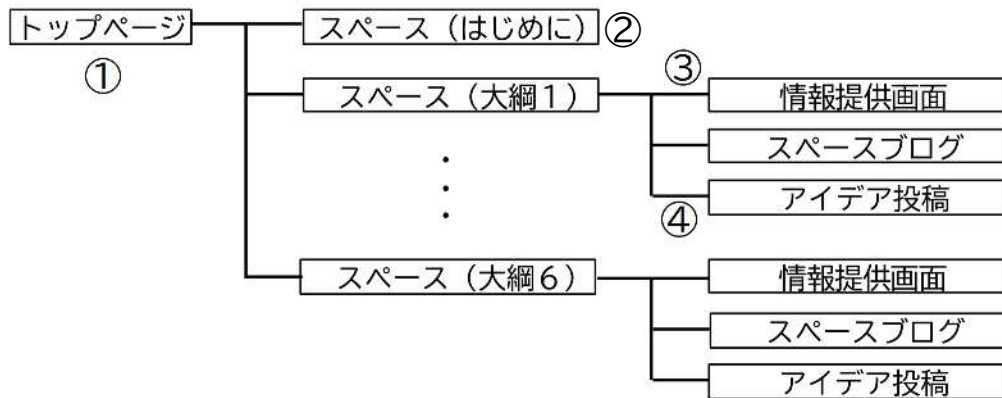 トップページ
①
スペース（はじめに）
②
スペース（大綱１）
③
情報提供画面
スペースブログ
④
アイデア投稿
・
・
・
スペース（大綱６）
情報提供画面
スペースブログ
アイデア投稿